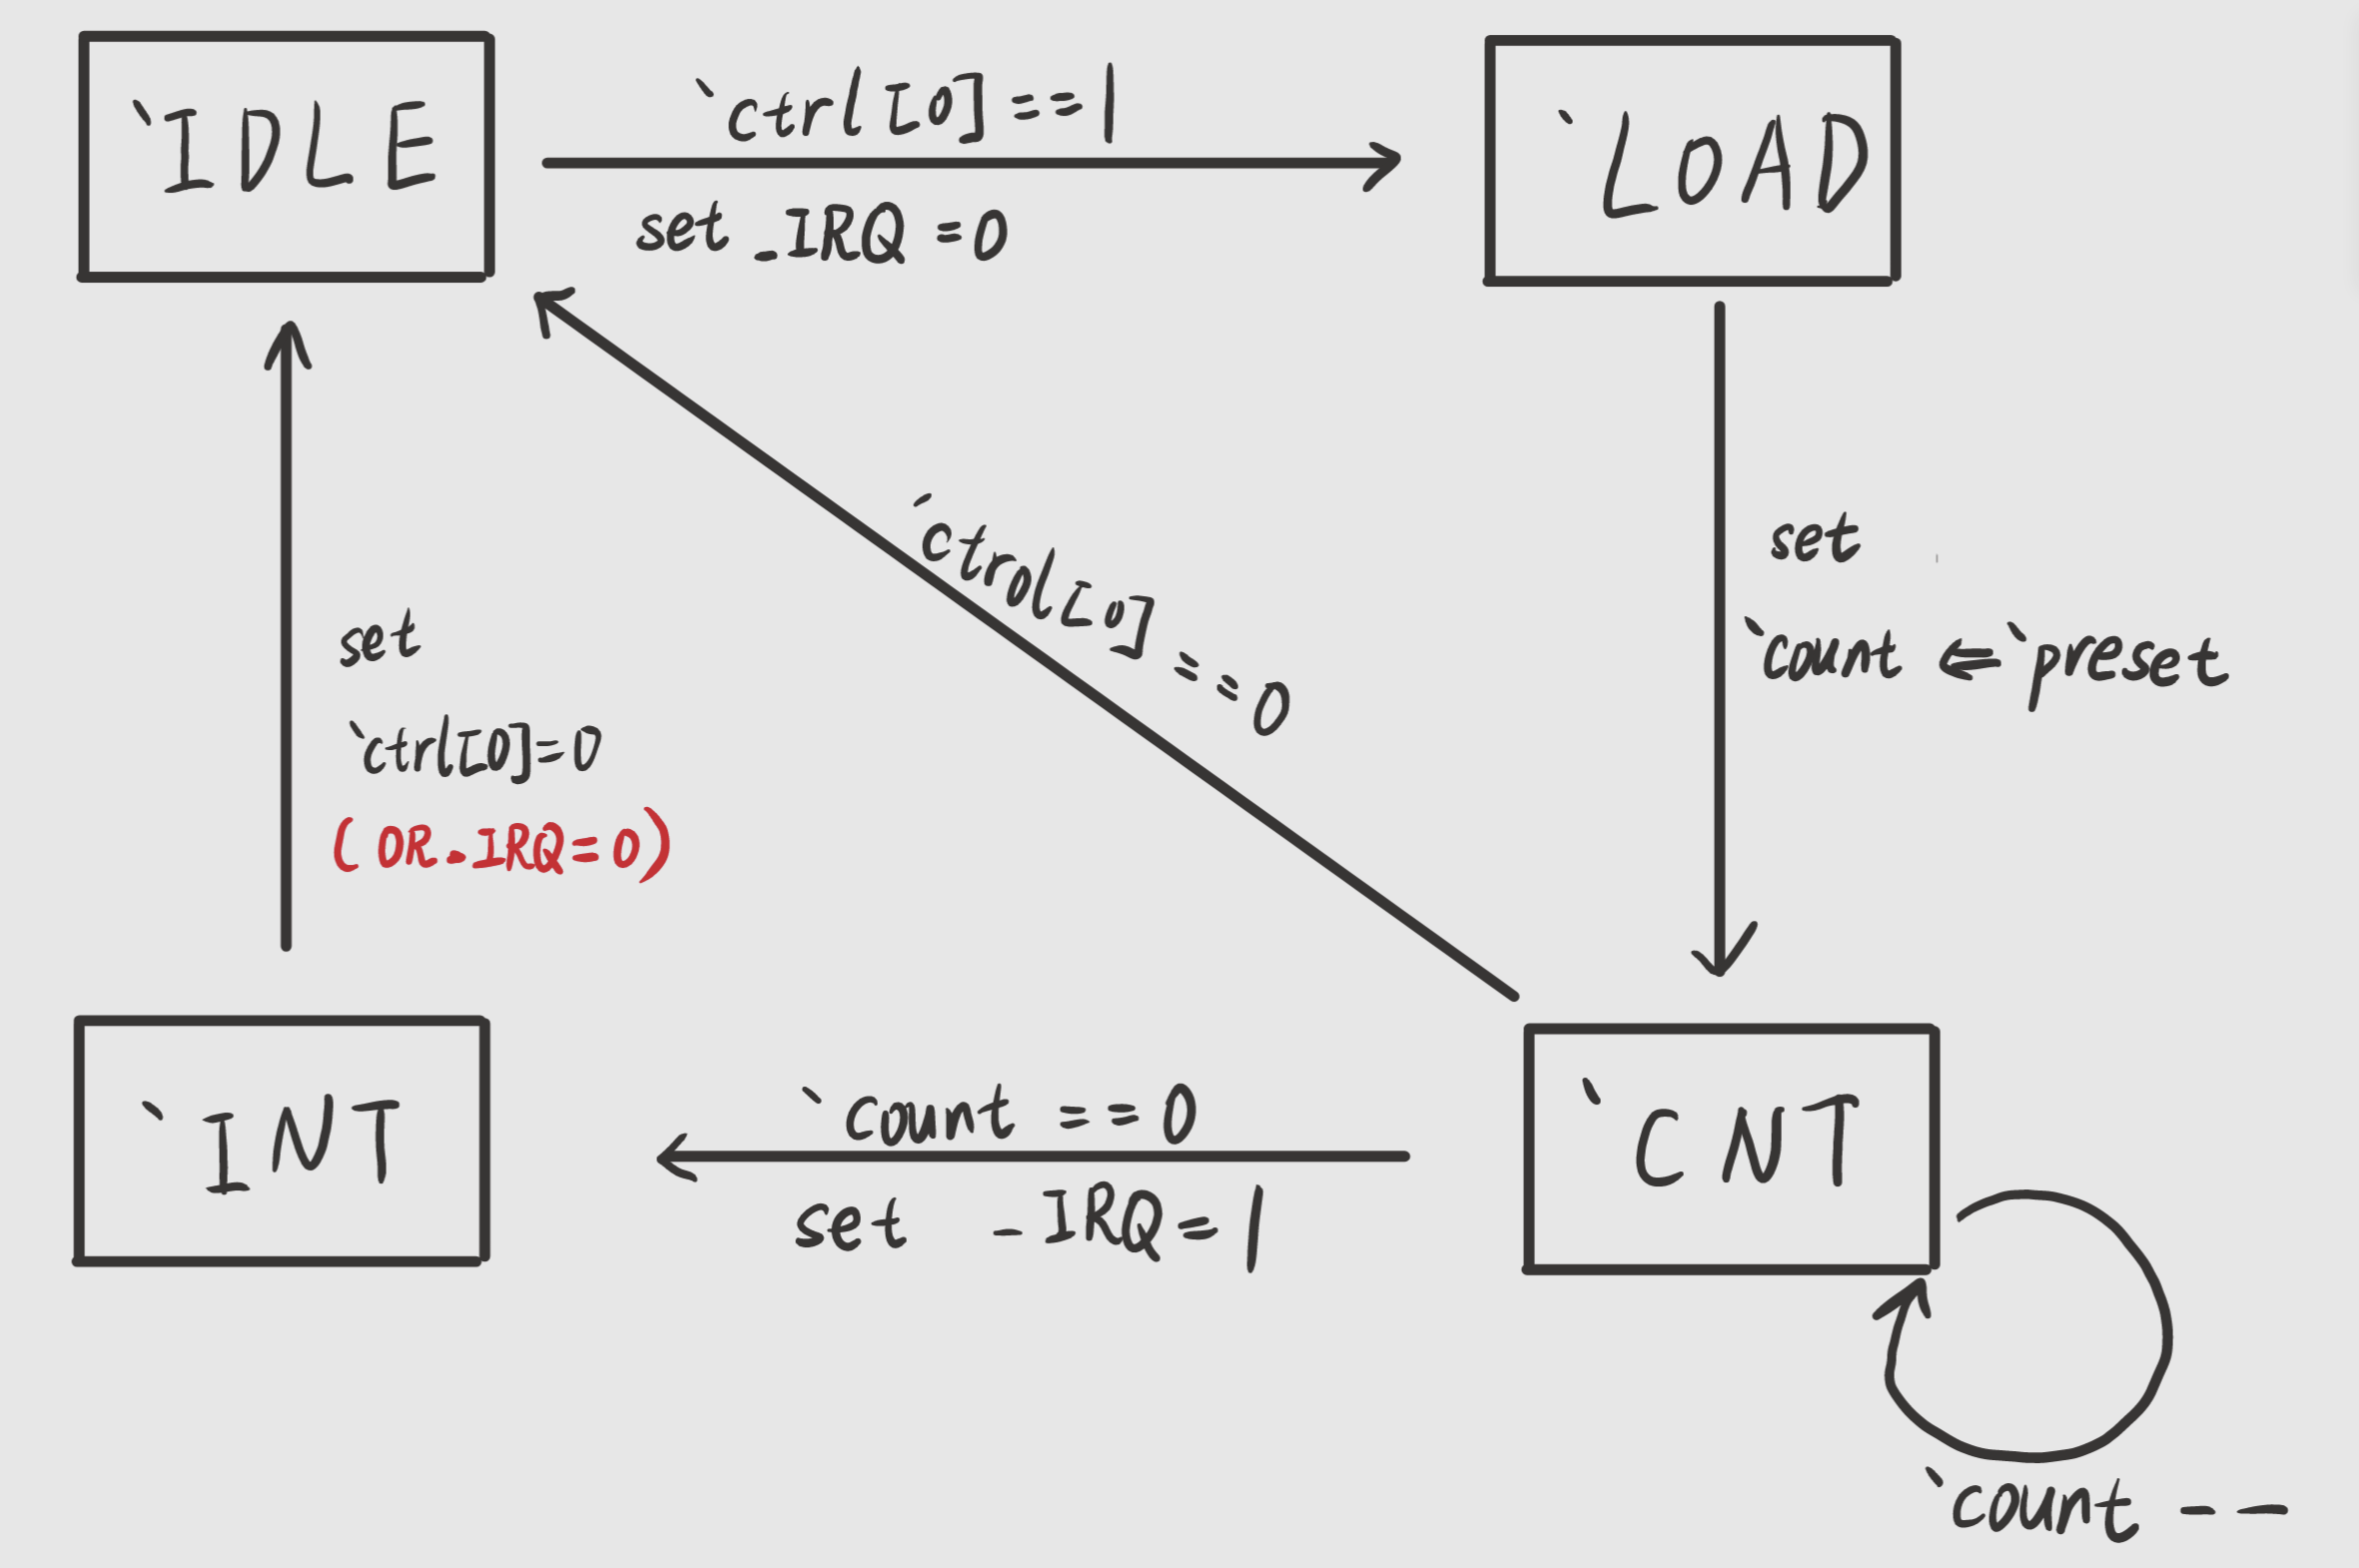 `IDLE
`ctrl[0]==1
set _IRQ=0
`LOAD
`ctrol[0]==0
set
`count <= `preset
set
`ctrl[0]=0
(OR _IRQ=0)
`INT
`count ==0
set _IRQ=1
`CNT
`count --